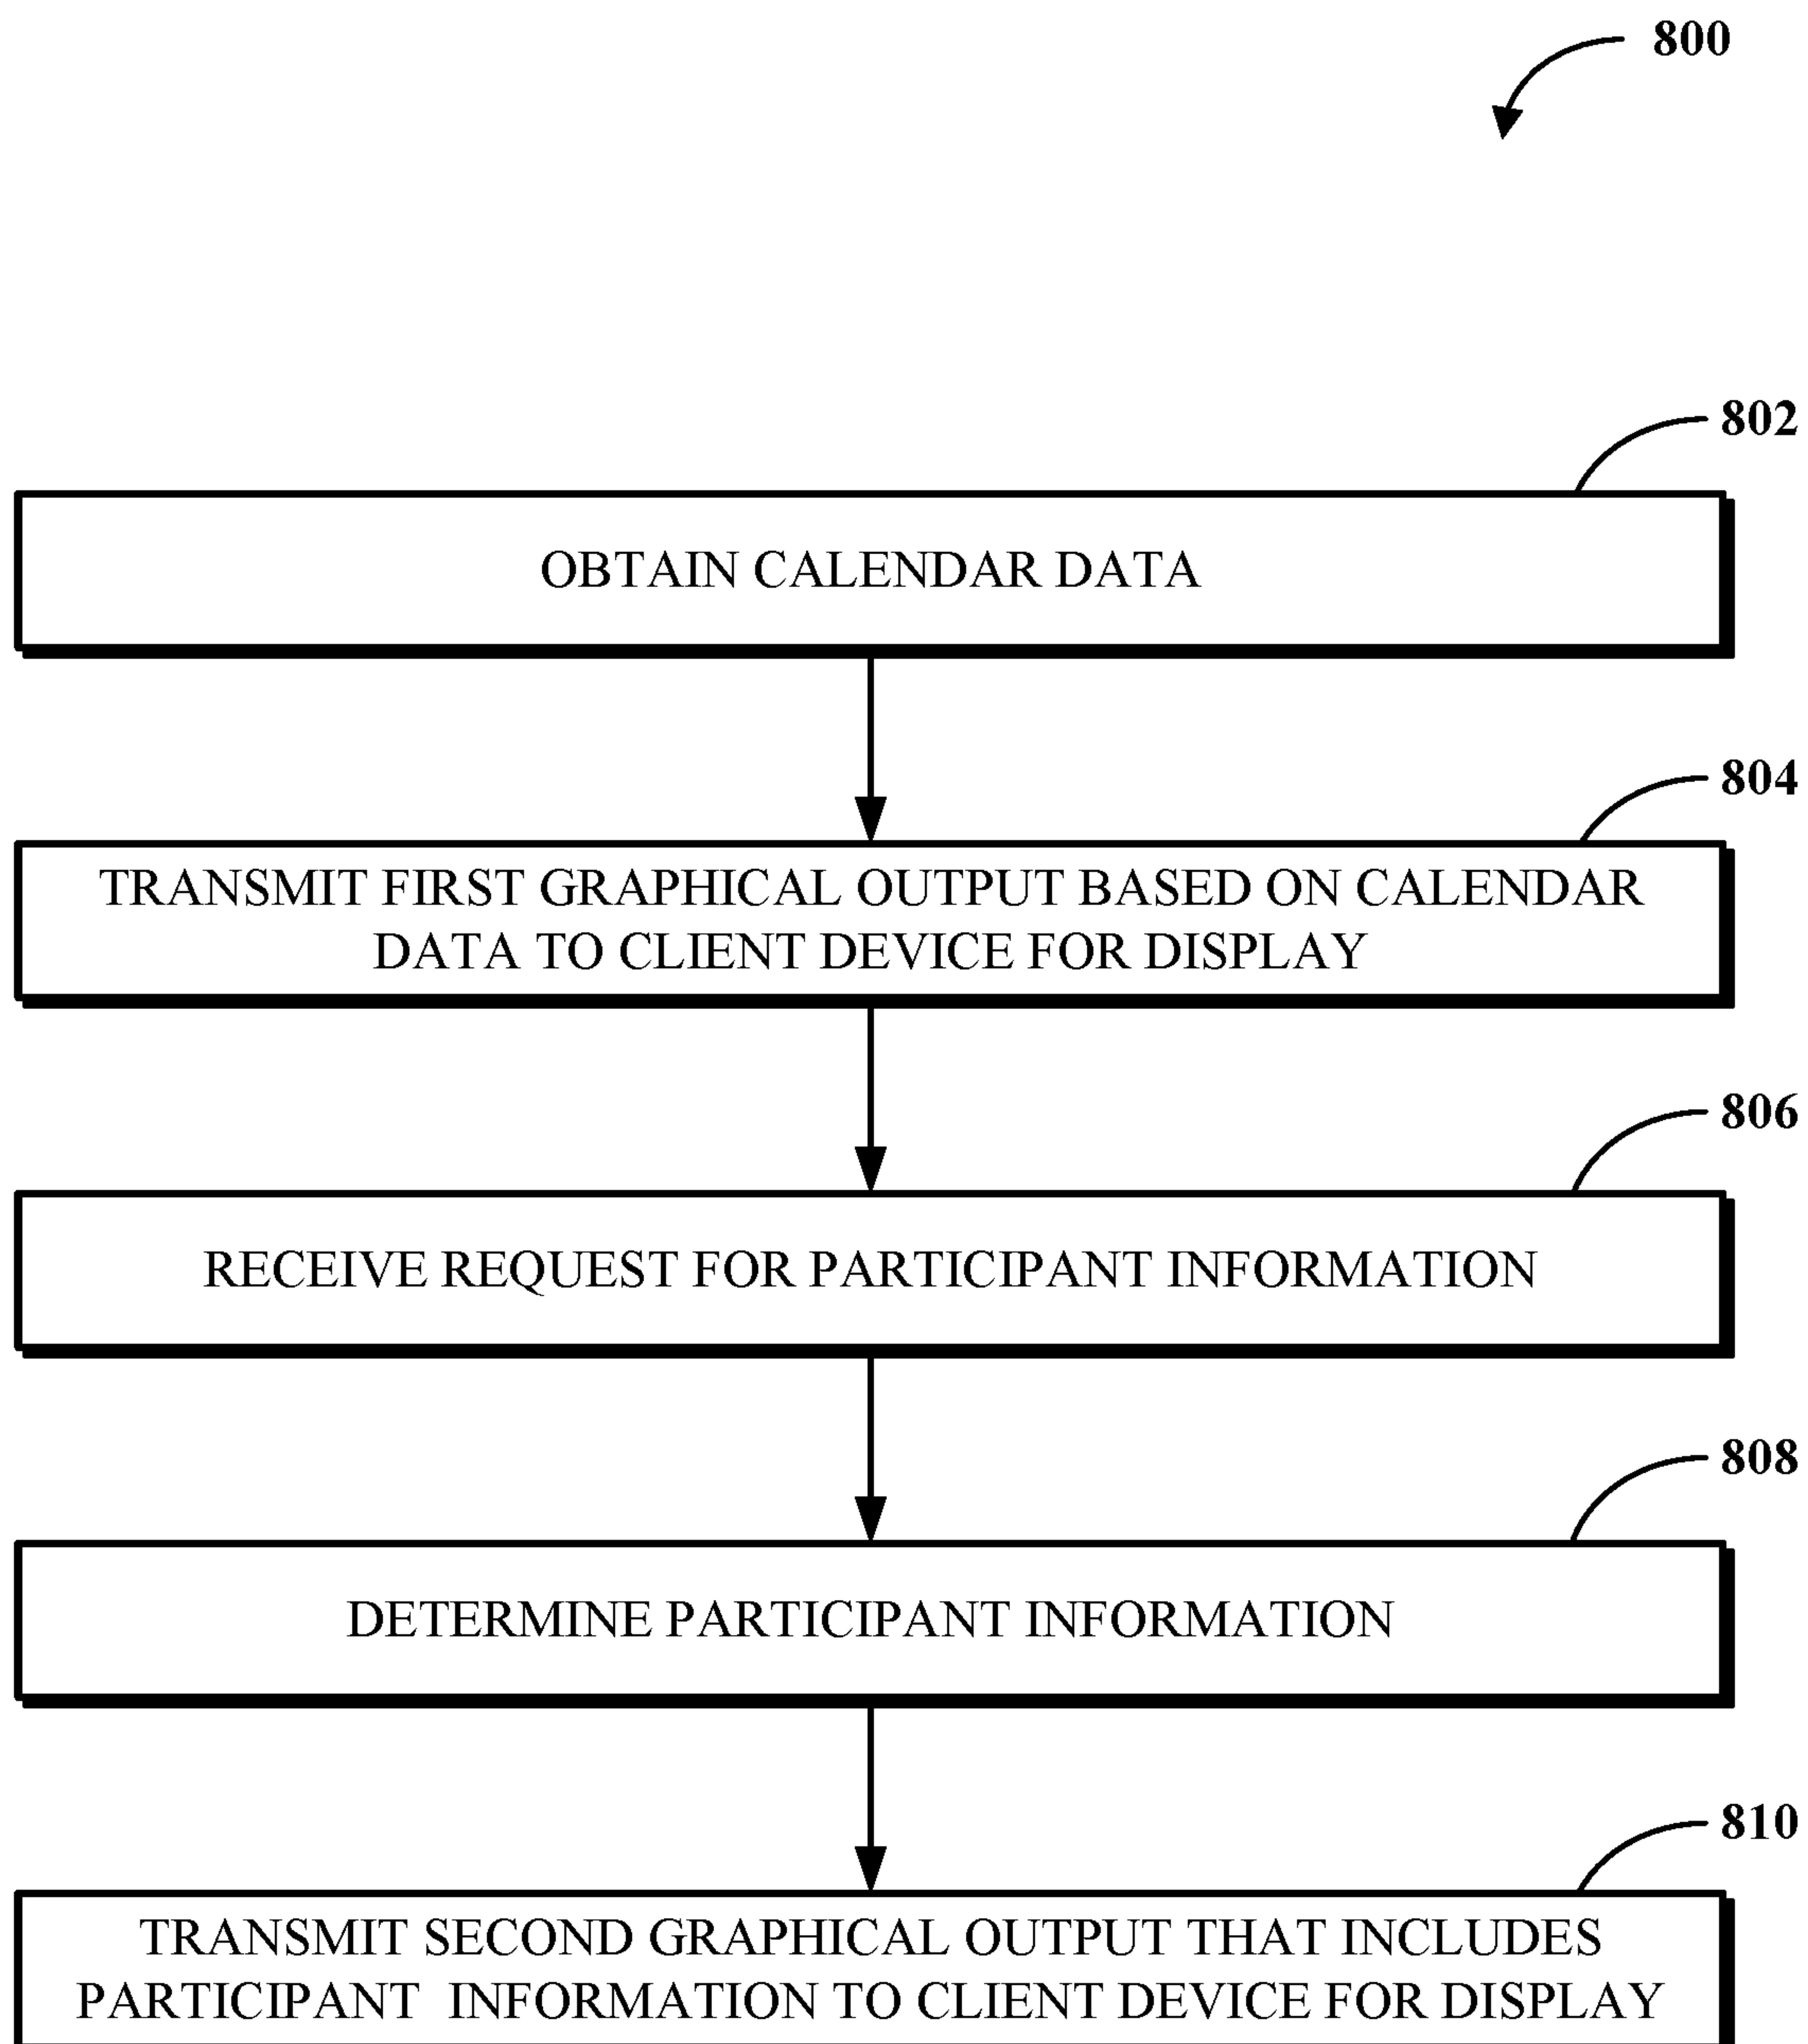 800
802
OBTAIN CALENDAR DATA
804
TRANSMIT FIRST GRAPHICAL OUTPUT BASED ON CALENDAR
DATA TO CLIENT DEVICE FOR DISPLAY
806
RECEIVE REQUEST FOR PARTICIPANT INFORMATION
808
DETERMINE PARTICIPANT INFORMATION
810
TRANSMIT SECOND GRAPHICAL OUTPUT THAT INCLUDES
PARTICIPANT INFORMATION TO CLIENT DEVICE FOR DISPLAY